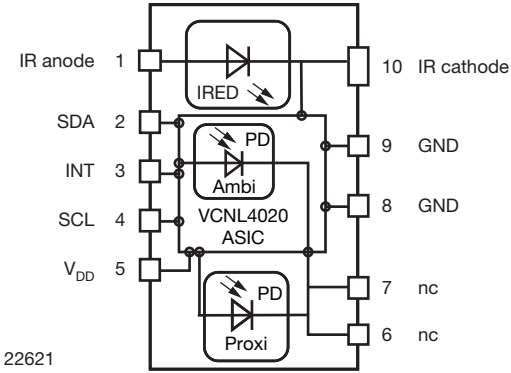 IR anode 1
IRED
10 IR cathode
SDA 2
PD
Ambi
9 GND
INT 3
VCNL4020
ASIC
8 GND
SCL 4
VDD 5
PD
Proxi
7 nc
6 nc
22621